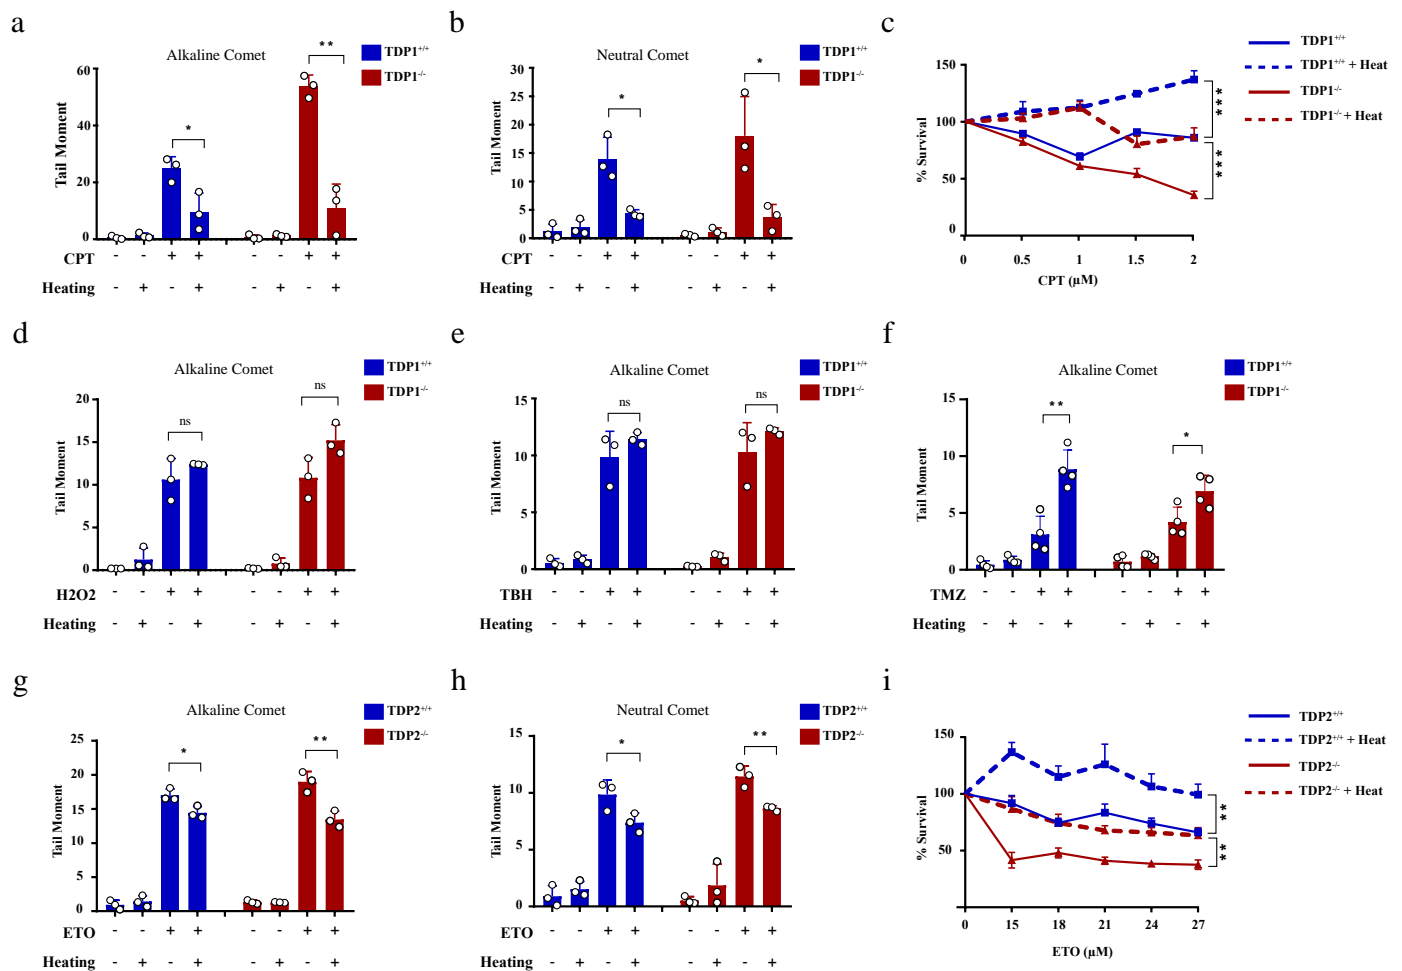 a
Alkaline Comet
TDP1+/+
TDP1-/-
**
*
Tail Moment
60
40
20
0
CPT - - + + - - + +
Heating - + - + - + - +
b
Neutral Comet
TDP1+/+
TDP1-/-
*
*
Tail Moment
30
25
20
15
10
5
0
CPT - - + + - - + +
Heating - + - + - + - +
c
TDP1+/+
TDP1+/+ + Heat
TDP1-/-
TDP1-/- + Heat
% Survival
150
100
50
0
***
***
0 0.5 1 1.5 2
CPT (µM)
d
Alkaline Comet
TDP1+/+
TDP1-/-
ns
ns
Tail Moment
20
15
10
5
0
H2O2 - - + + - - + +
Heating - + - + - + - +
e
Alkaline Comet
TDP1+/+
TDP1-/-
ns
ns
Tail Moment
15
10
5
0
TBH - - + + - - + +
Heating - + - + - + - +
f
Alkaline Comet
TDP1+/+
TDP1-/-
**
*
Tail Moment
15
10
5
0
TMZ - - + + - - + +
Heating - + - + - + - +
g
Alkaline Comet
TDP2+/+
TDP2-/-
*
**
Tail Moment
25
20
15
10
5
0
ETO - - + + - - + +
Heating - + - + - + - +
h
Neutral Comet
TDP2+/+
TDP2-/-
*
**
Tail Moment
15
10
5
0
ETO - - + + - - + +
Heating - + - + - + - +
i
TDP2+/+
TDP2+/+ + Heat
TDP2-/-
TDP2-/- + Heat
% Survival
150
100
50
**
**
0 15 18 21 24 27
ETO (µM)